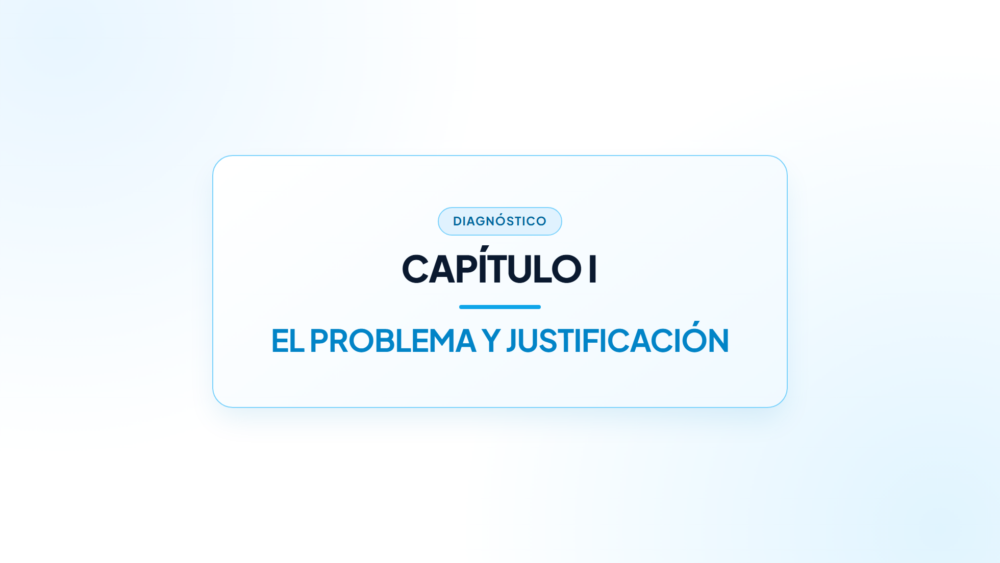 DIAGNÓSTICO
CAPÍTULO I
EL PROBLEMA Y JUSTIFICACIÓN